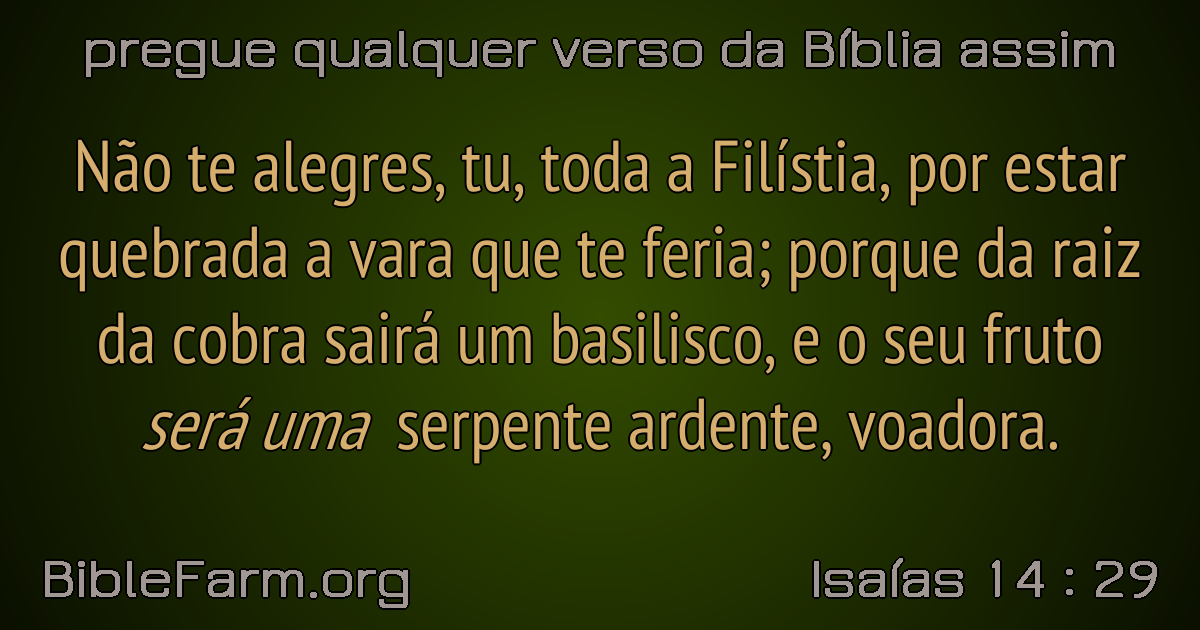 pregue qualquer verso da Bíblia assim
Não te alegres, tu, toda a Filístia, por estar
quebrada a vara que te feria; porque da raiz
da cobra sairá um basilisco, e o seu fruto
será uma serpente ardente, voadora.
BibleFarm.org
Isaías 14 : 29